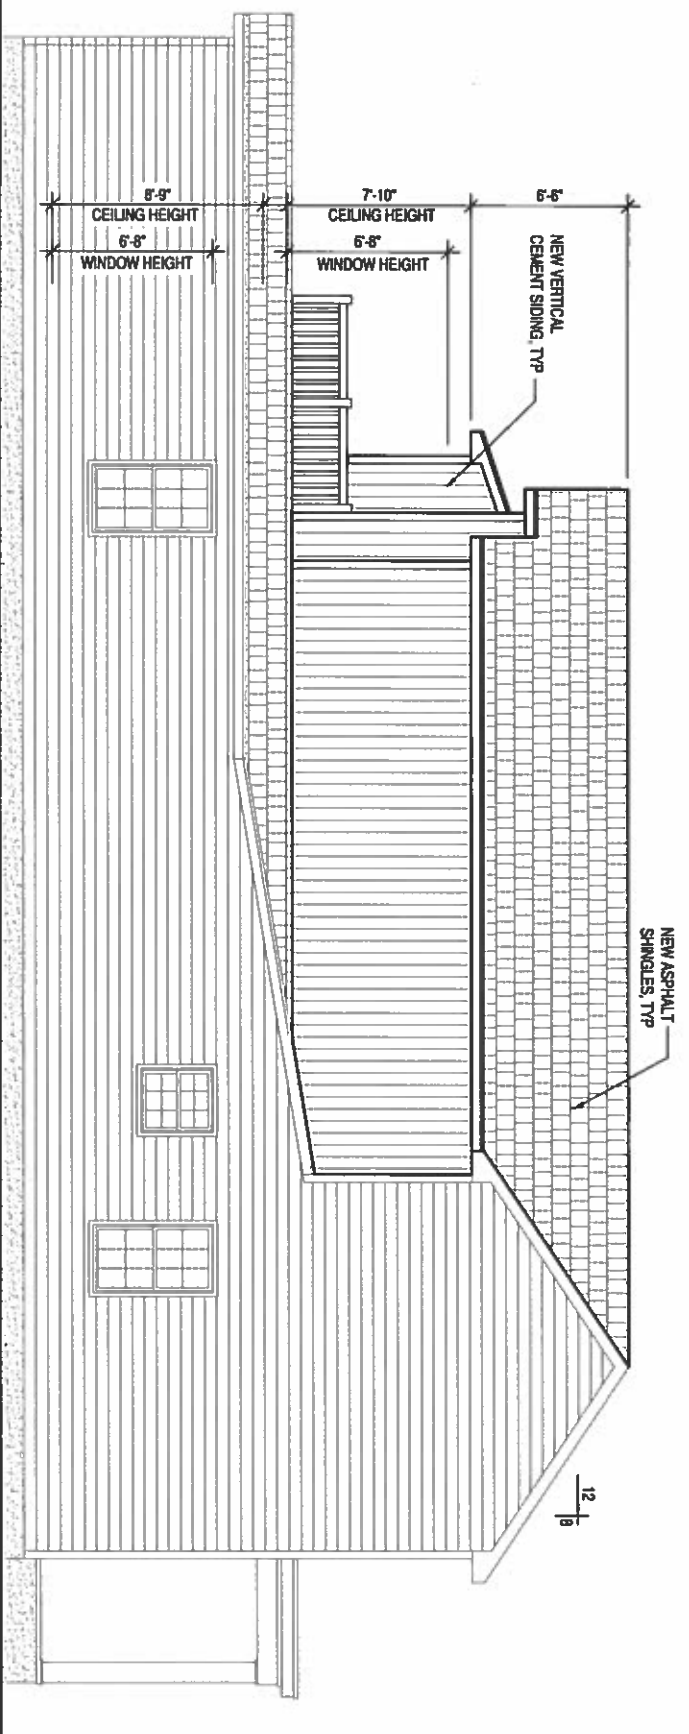 8'-9"
CEILING HEIGHT
6'-8"
WINDOW HEIGHT
7'-10"
CEILING HEIGHT
6'-8"
WINDOW HEIGHT
6'-6"
NEW VERTICAL
CEMENT SIDING, TYP
NEW ASPHALT
SHINGLES, TYP
12
8